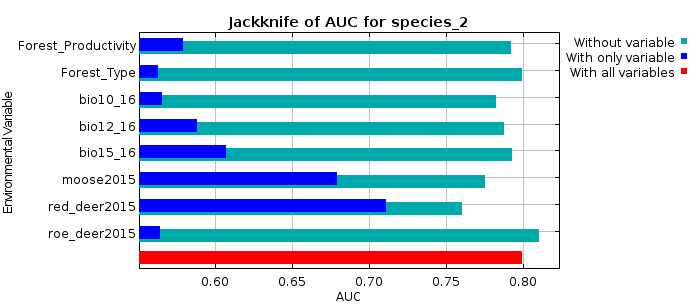 Jackknife of AUC for species_2
Without variable
With only variable
With all variables
Environmental Variable
Forest_Productivity
Forest_Type
bio10_16
bio12_16
bio15_16
moose2015
red_deer2015
roe_deer2015
0.60 0.65 0.70 0.75 0.80
AUC